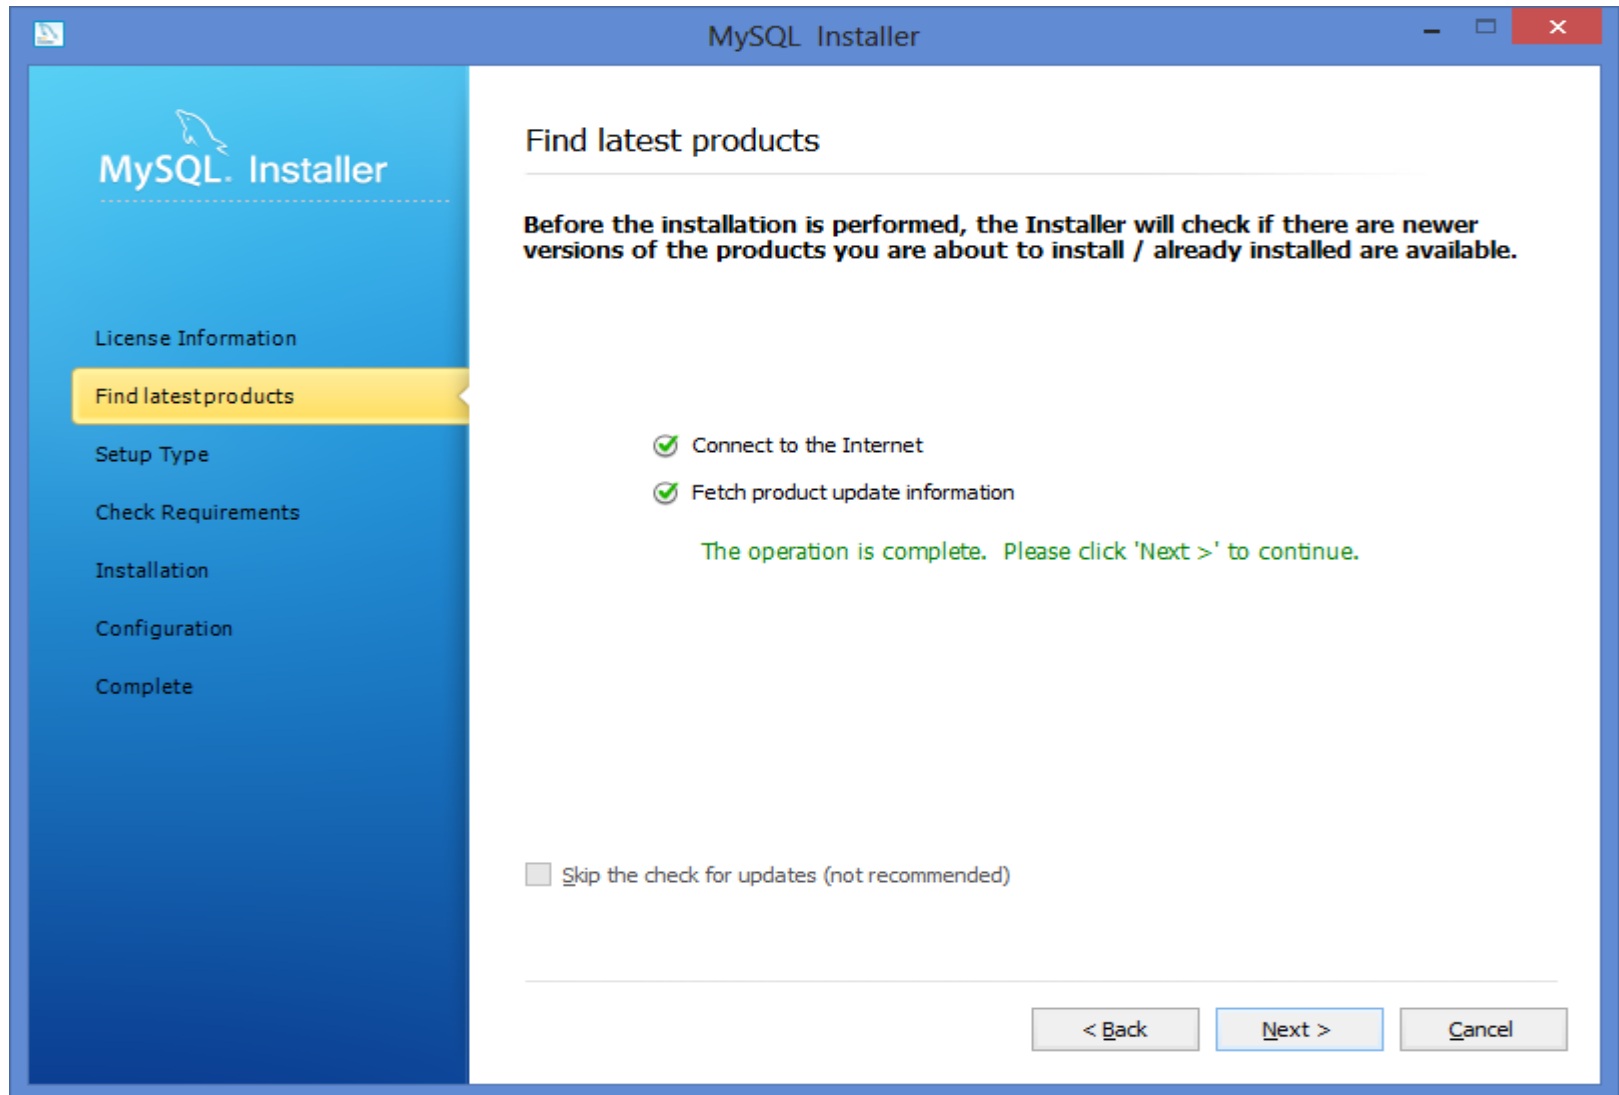 MySQL Installer
MySQL. Installer
License Information
Find latest products
Setup Type
Check Requirements
Installation
Configuration
Complete
Find latest products
Before the installation is performed, the Installer will check if there are newer
versions of the products you are about to install / already installed are available.
Connect to the Internet
Fetch product update information
The operation is complete. Please click 'Next >' to continue.
Skip the check for updates (not recommended)
< Back
Next >
Cancel